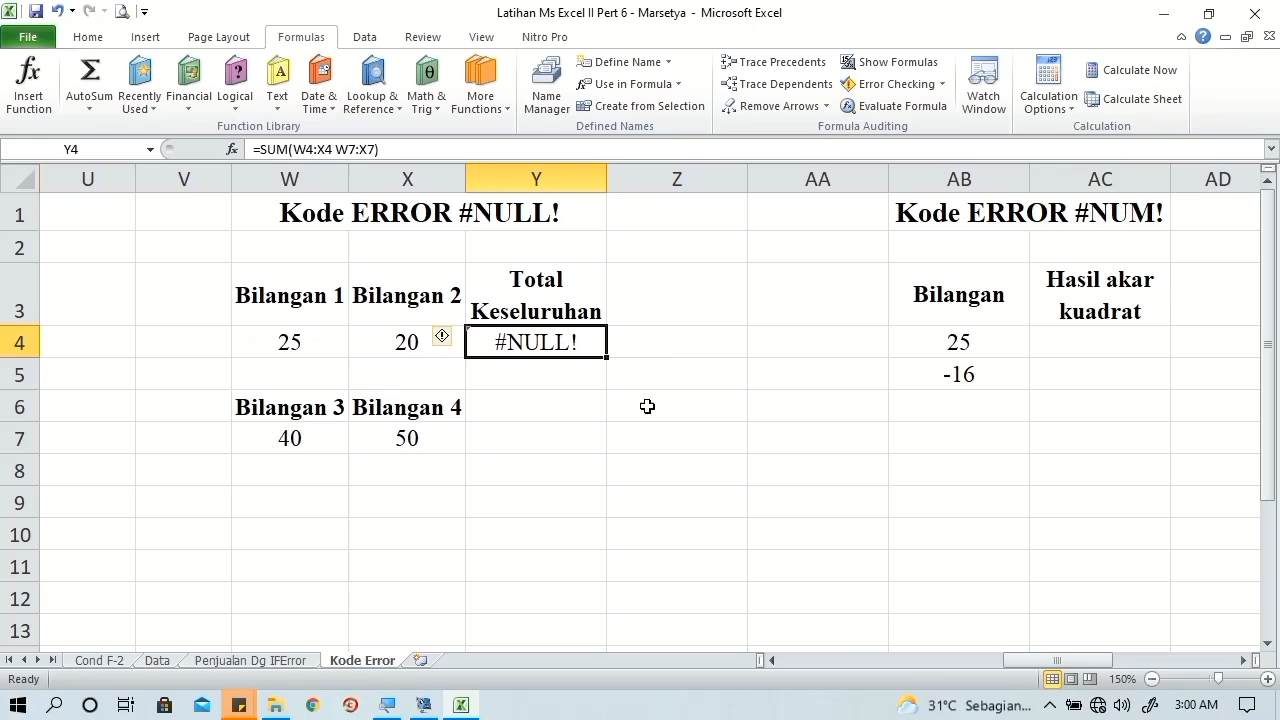 Latihan Ms Excel II Pert 6 - Marsetya - Microsoft Excel
File Home Insert Page Layout Formulas Data Review View Nitro Pro
Insert Function
AutoSum
Recently Used
Financial
Logical
Text
Date & Time
Lookup & Reference
Math & Trig
More Functions
Function Library
Name Manager
Define Name
Use in Formula
Create from Selection
Defined Names
Trace Precedents
Trace Dependents
Remove Arrows
Show Formulas
Error Checking
Evaluate Formula
Formula Auditing
Watch Window
Calculation Options
Calculate Now
Calculate Sheet
Calculation
Y4 fx =SUM(W4:X4 W7:X7)
U V W X Y Z AA AB AC AD
1 Kode ERROR #NULL! Kode ERROR #NUM!
2
3 Bilangan 1 Bilangan 2 Total Keseluruhan Bilangan Hasil akar kuadrat
4 25 20 #NULL! 25
5 -16
6 Bilangan 3 Bilangan 4
7 40 50
8
9
10
11
12
13
Cond F-2 Data Penjualan Dg IFError Kode Error
Ready 150%
31°C Sebagian... 3:00 AM